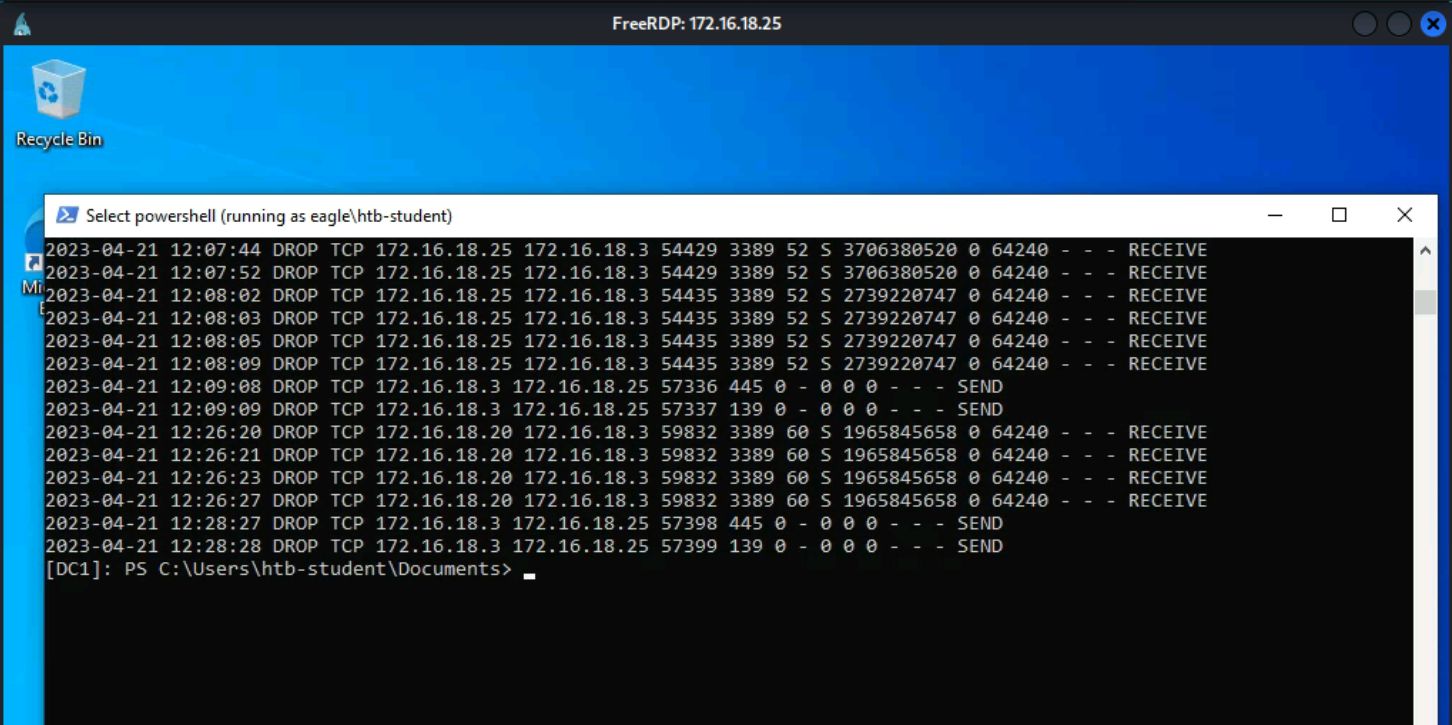 FreeRDP: 172.16.18.25
Recycle Bin
Select powershell (running as eagle\htb-student)
2023-04-21 12:07:44 DROP TCP 172.16.18.25 172.16.18.3 54429 3389 52 S 3706380520 0 64240 - - - RECEIVE
2023-04-21 12:07:52 DROP TCP 172.16.18.25 172.16.18.3 54429 3389 52 S 3706380520 0 64240 - - - RECEIVE
2023-04-21 12:08:02 DROP TCP 172.16.18.25 172.16.18.3 54435 3389 52 S 2739220747 0 64240 - - - RECEIVE
2023-04-21 12:08:03 DROP TCP 172.16.18.25 172.16.18.3 54435 3389 52 S 2739220747 0 64240 - - - RECEIVE
2023-04-21 12:08:05 DROP TCP 172.16.18.25 172.16.18.3 54435 3389 52 S 2739220747 0 64240 - - - RECEIVE
2023-04-21 12:08:09 DROP TCP 172.16.18.25 172.16.18.3 54435 3389 52 S 2739220747 0 64240 - - - RECEIVE
2023-04-21 12:09:08 DROP TCP 172.16.18.3 172.16.18.25 57336 445 0 - 0 0 0 - - - SEND
2023-04-21 12:09:09 DROP TCP 172.16.18.3 172.16.18.25 57337 139 0 - 0 0 0 - - - SEND
2023-04-21 12:26:20 DROP TCP 172.16.18.20 172.16.18.3 59832 3389 60 S 1965845658 0 64240 - - - RECEIVE
2023-04-21 12:26:21 DROP TCP 172.16.18.20 172.16.18.3 59832 3389 60 S 1965845658 0 64240 - - - RECEIVE
2023-04-21 12:26:23 DROP TCP 172.16.18.20 172.16.18.3 59832 3389 60 S 1965845658 0 64240 - - - RECEIVE
2023-04-21 12:26:27 DROP TCP 172.16.18.20 172.16.18.3 59832 3389 60 S 1965845658 0 64240 - - - RECEIVE
2023-04-21 12:28:27 DROP TCP 172.16.18.3 172.16.18.25 57398 445 0 - 0 0 0 - - - SEND
2023-04-21 12:28:28 DROP TCP 172.16.18.3 172.16.18.25 57399 139 0 - 0 0 0 - - - SEND
[DC1]: PS C:\Users\htb-student\Documents>